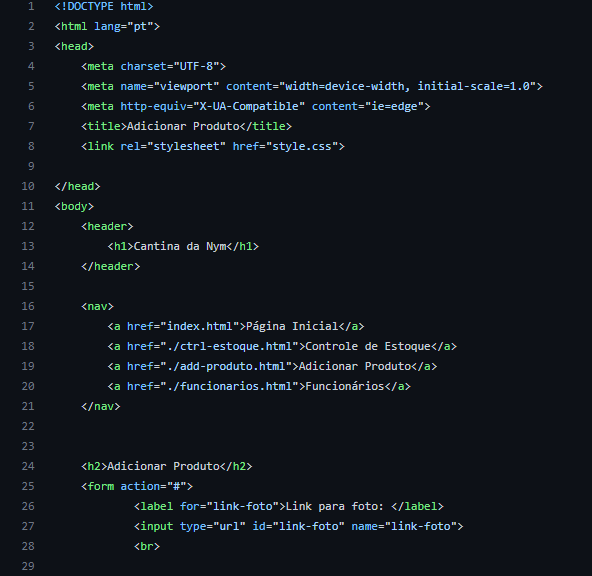 1 <!DOCTYPE html>
2 <html lang="pt">
3 <head>
4     <meta charset="UTF-8">
5     <meta name="viewport" content="width=device-width, initial-scale=1.0">
6     <meta http-equiv="X-UA-Compatible" content="ie=edge">
7     <title>Adicionar Produto</title>
8     <link rel="stylesheet" href="style.css">
9
10 </head>
11 <body>
12     <header>
13         <h1>Cantina da Nym</h1>
14     </header>
15
16     <nav>
17         <a href="index.html">Página Inicial</a>
18         <a href="./ctrl-estoque.html">Controle de Estoque</a>
19         <a href="./add-produto.html">Adicionar Produto</a>
20         <a href="./funcionarios.html">Funcionários</a>
21     </nav>
22
23
24     <h2>Adicionar Produto</h2>
25     <form action="#">
26             <label for="link-foto">Link para foto: </label>
27             <input type="url" id="link-foto" name="link-foto">
28             <br>
29